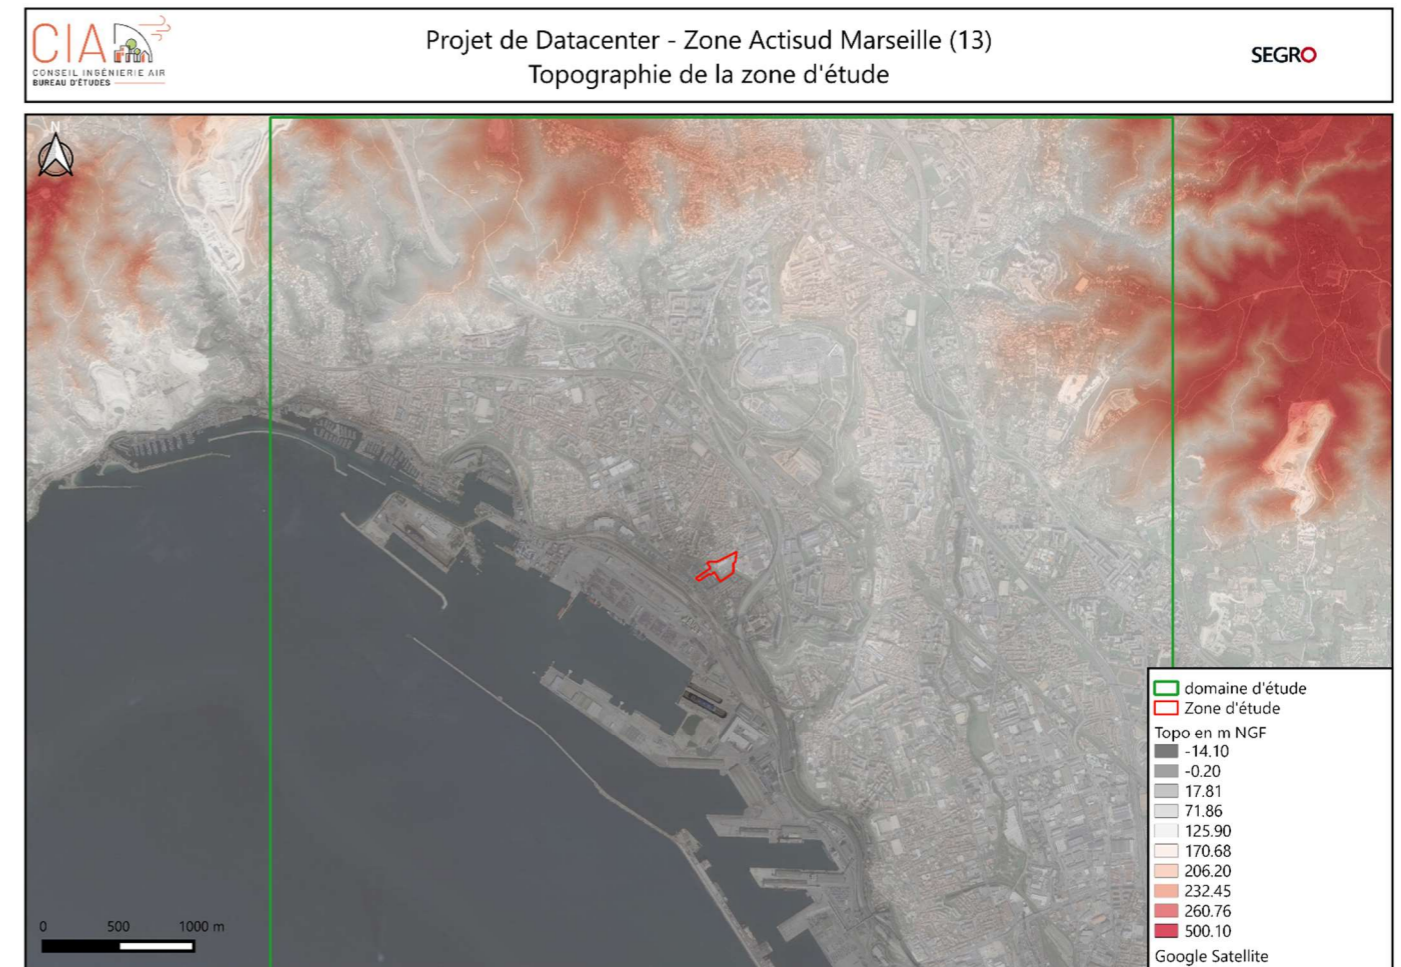 CIA
CONSEIL INGÉNIERIE AIR
BUREAU D'ÉTUDES
Projet de Datacenter - Zone Actisud Marseille (13)
Topographie de la zone d'étude
SEGRO
N
domaine d'étude
Zone d'étude
Topo en m NGF
-14.10
-0.20
17.81
71.86
125.90
170.68
206.20
232.45
260.76
500.10
Google Satellite
0 500 1000 m